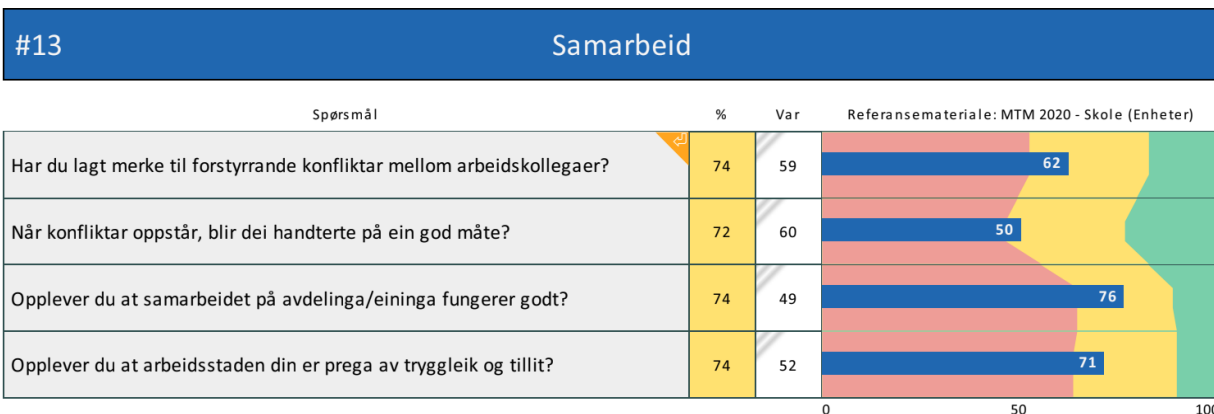 #13 Samarbeid
Spørsmål % Var Referansemateriale: MTM 2020 - Skole (Enheter)
Har du lagt merke til forstyrrande konfliktar mellom arbeidskollegaer? 74 59 62
Når konfliktar oppstår, blir dei handterte på ein god måte? 72 60 50
Opplever du at samarbeidet på avdelinga/eininga fungerer godt? 74 49 76
Opplever du at arbeidsstaden din er prega av tryggleik og tillit? 74 52 71
0 50 100